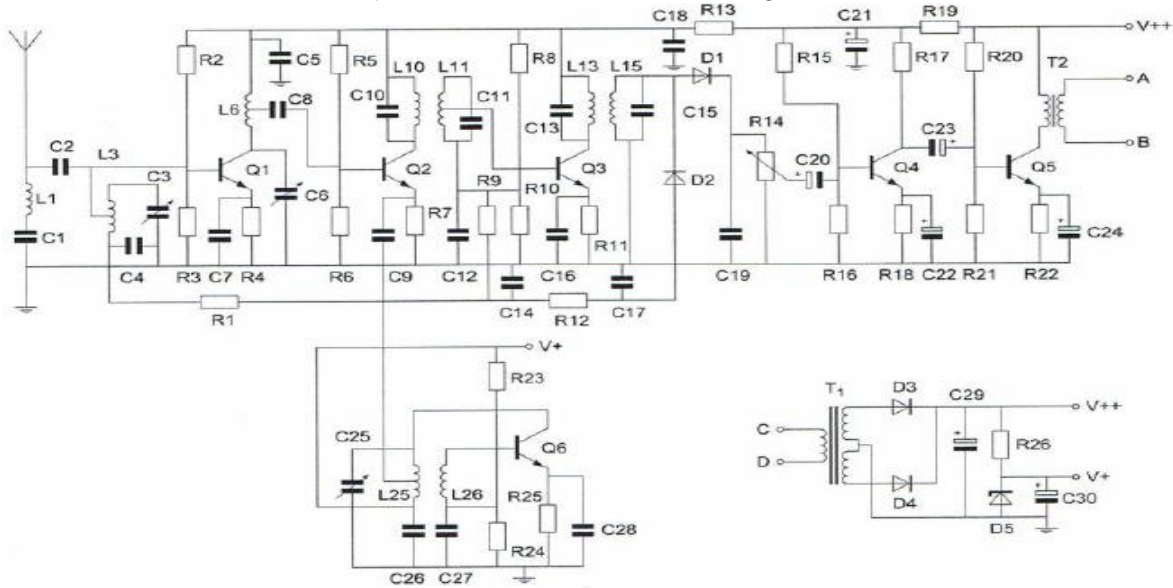 C18 R13 C21 R19 V++
R2 C5 R5 L10 L11 R8 L13 L15 D1 R15 R17 R20 T2
L6 C8 C10 C11 C13 C15 A
C2 L3 C3 Q1 Q2 Q3 R14 C20 C23 Q4 Q5 B
L1 C6 R7 R9 R10 D2
C1 R11 C24
C4 R3 C7 R4 R6 C9 C12 C16 C19 R16 R18 C22 R21 R22
R1 C14 R12 C17
V+
R23
T1 D3 C29 V++
C25 Q6 C R26
L25 L26 R25 D V+
C28 D4 C30
R24 D5
C26 C27